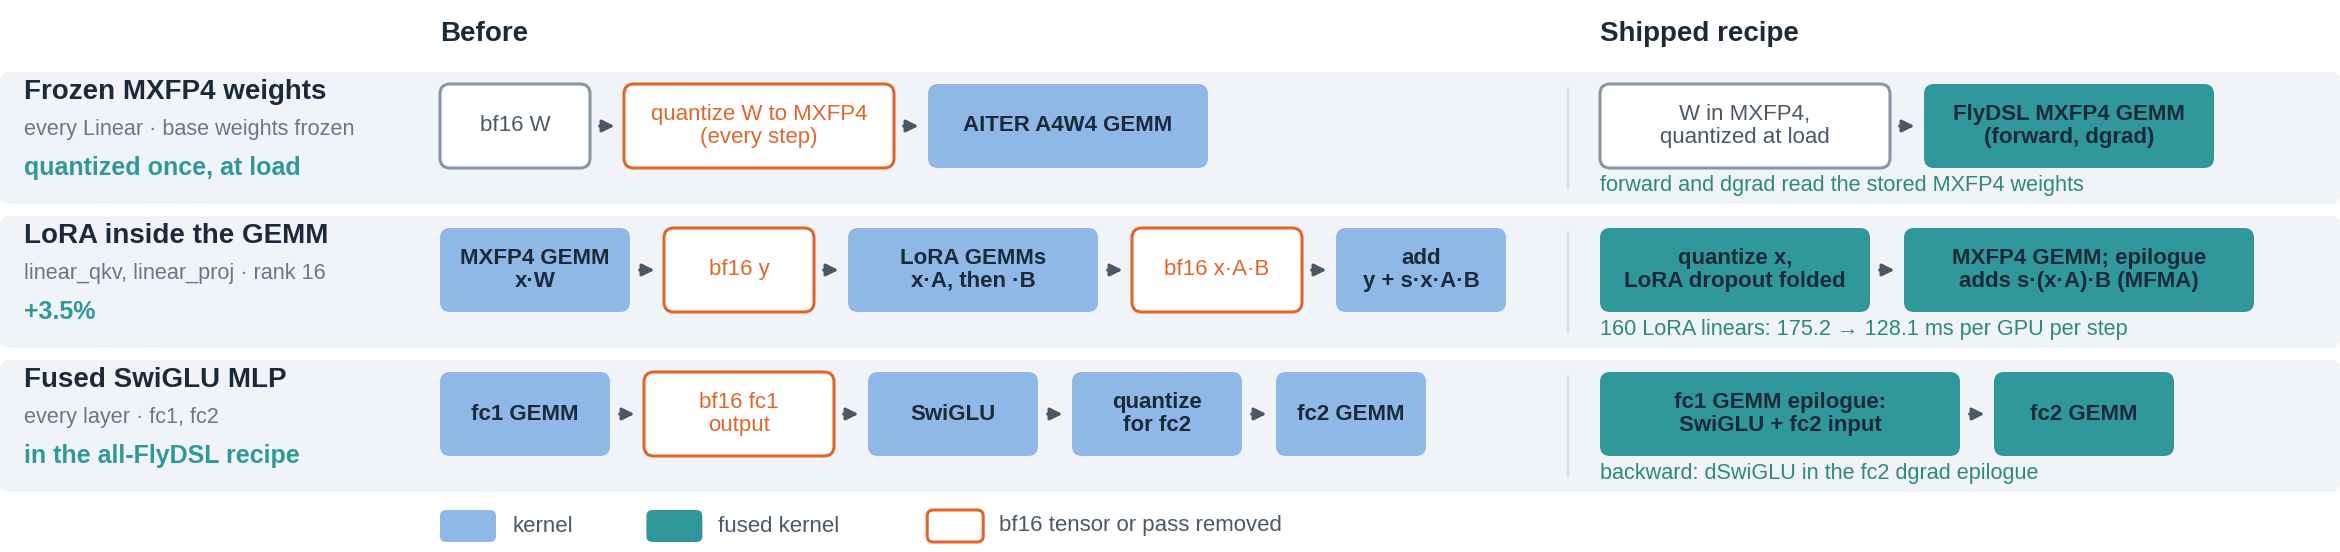 Before
Shipped recipe
Frozen MXFP4 weights
every Linear · base weights frozen
quantized once, at load
bf16 W
quantize W to MXFP4
(every step)
AITER A4W4 GEMM
W in MXFP4,
quantized at load
FlyDSL MXFP4 GEMM
(forward, dgrad)
forward and dgrad read the stored MXFP4 weights
LoRA inside the GEMM
linear_qkv, linear_proj · rank 16
+3.5%
MXFP4 GEMM
x·W
bf16 y
LoRA GEMMs
x·A, then ·B
bf16 x·A·B
add
y + s·x·A·B
quantize x,
LoRA dropout folded
MXFP4 GEMM; epilogue
adds s·(x·A)·B (MFMA)
160 LoRA linears: 175.2 → 128.1 ms per GPU per step
Fused SwiGLU MLP
every layer · fc1, fc2
in the all-FlyDSL recipe
fc1 GEMM
bf16 fc1
output
SwiGLU
quantize
for fc2
fc2 GEMM
fc1 GEMM epilogue:
SwiGLU + fc2 input
fc2 GEMM
backward: dSwiGLU in the fc2 dgrad epilogue
kernel
fused kernel
bf16 tensor or pass removed